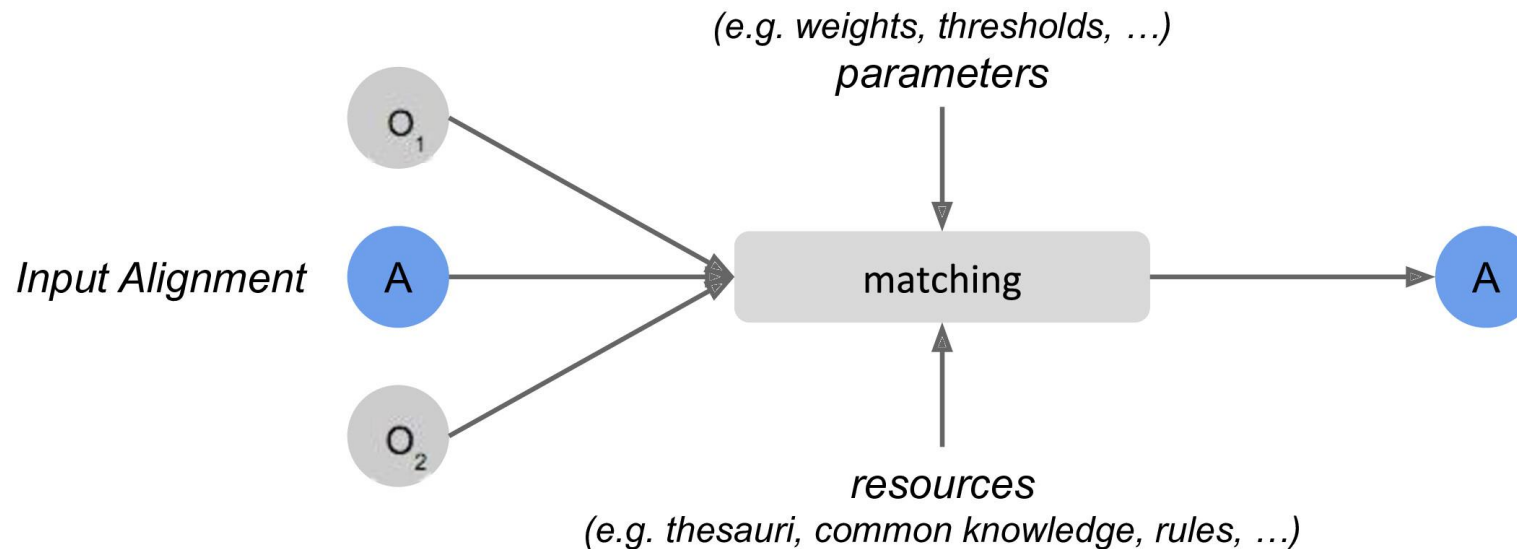 (e.g. weights, thresholds, …)
parameters
O₁
Input Alignment
A
matching
A
O₂
resources
(e.g. thesauri, common knowledge, rules, …)